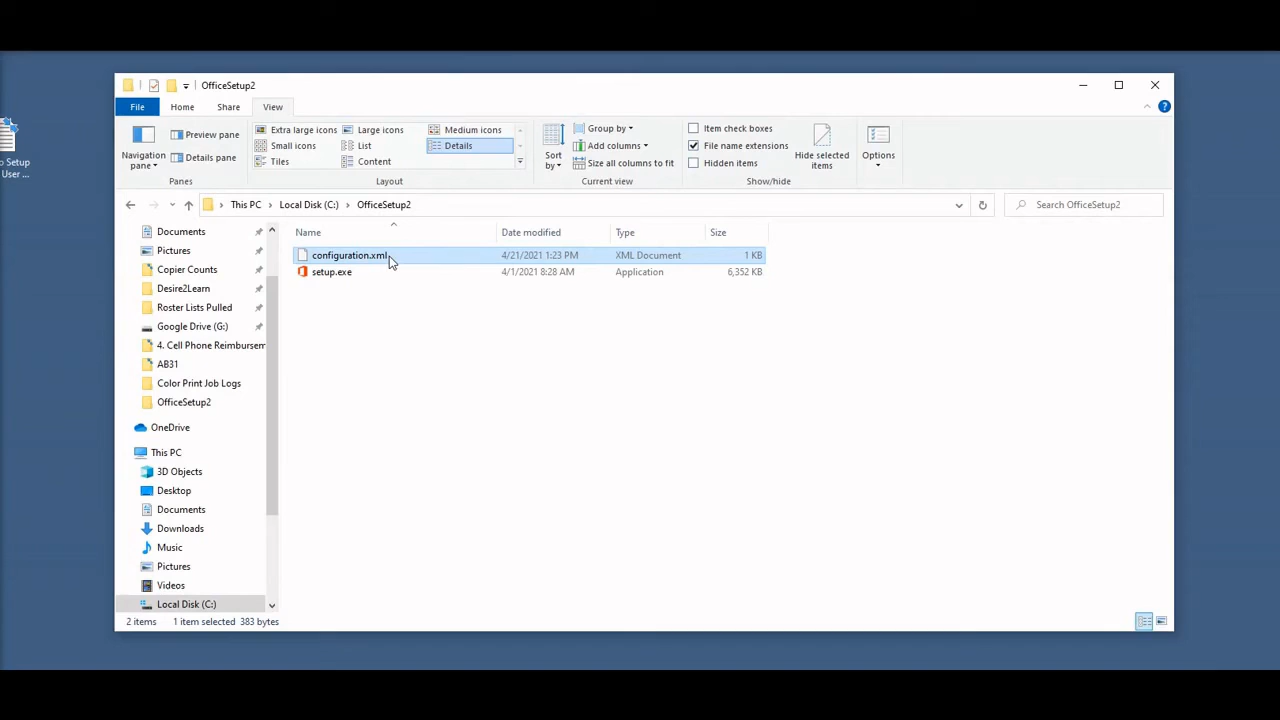 OfficeSetup2
File Home Share View
Navigation pane
Preview pane
Details pane
Panes
Extra large icons Large icons Medium icons
Small icons List Details
Tiles Content
Layout
Sort by
Group by
Add columns
Size all columns to fit
Current view
Item check boxes
File name extensions
Hidden items
Hide selected items
Show/hide
Options
This PC > Local Disk (C:) > OfficeSetup2
Search OfficeSetup2
Name Date modified Type Size
configuration.xml 4/21/2021 1:23 PM XML Document 1 KB
setup.exe 4/1/2021 8:28 AM Application 6,352 KB
Documents
Pictures
Copier Counts
Desire2Learn
Roster Lists Pulled
Google Drive (G:)
4. Cell Phone Reimbursem
AB31
Color Print Job Logs
OfficeSetup2
OneDrive
This PC
3D Objects
Desktop
Documents
Downloads
Music
Pictures
Videos
Local Disk (C:)
2 items 1 item selected 383 bytes
Setup
User ...